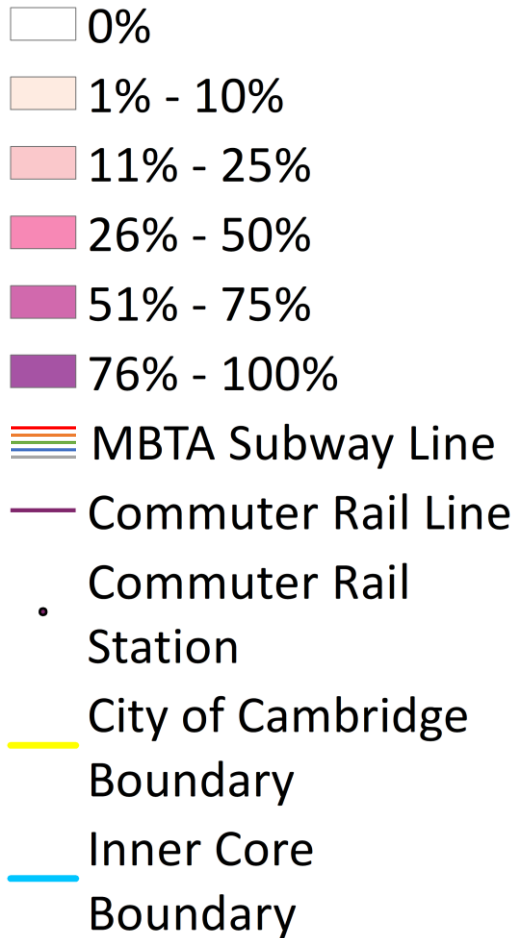 0%
1% - 10%
11% - 25%
26% - 50%
51% - 75%
76% - 100%
MBTA Subway Line
Commuter Rail Line
Commuter Rail
Station
City of Cambridge
Boundary
Inner Core
Boundary